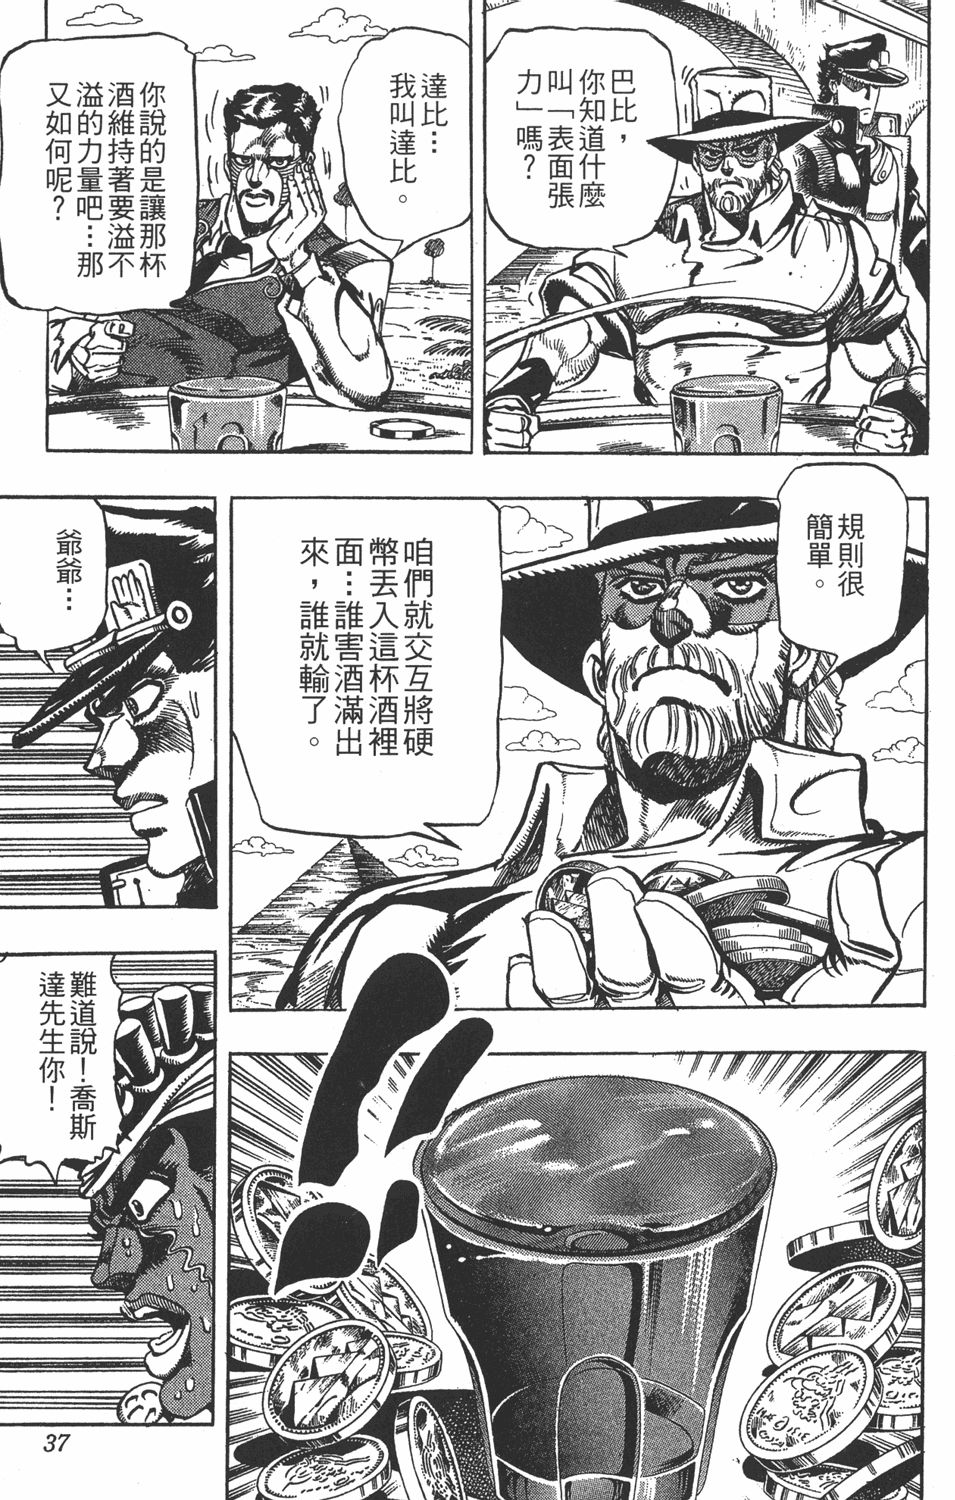 巴比，
你知道什麼
叫「表面張
力」嗎？
達比…
我叫達比。
你說的是讓那杯
酒維持著要溢不
溢的力量吧…那
又如何呢？
規則很
簡單。
咱們就交互將硬
幣丟入這杯酒裡
面…誰害酒滿出
來，誰就輸了。
爺爺…
難道說！喬斯
達先生你！
37